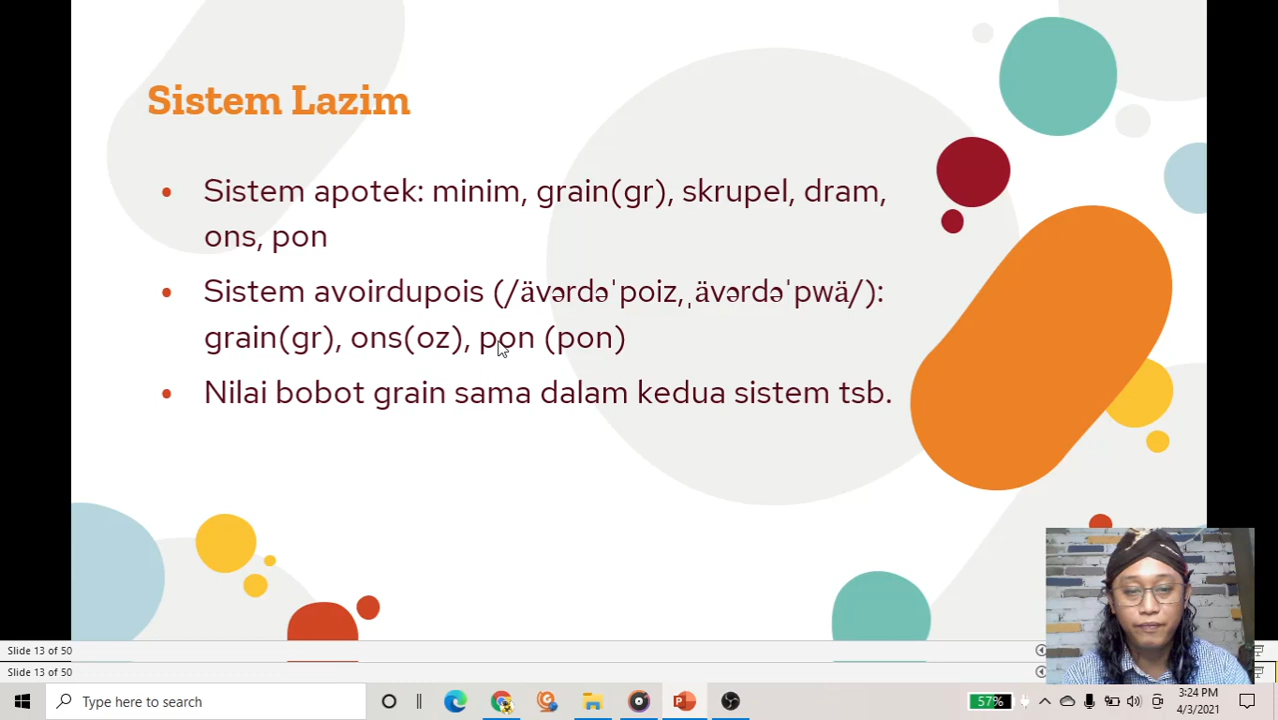 Sistem Lazim
• Sistem apotek: minim, grain(gr), skrupel, dram,
ons, pon
• Sistem avoirdupois (/ävərdəˈpoiz,ˌävərdəˈpwä/):
grain(gr), ons(oz), pon (pon)
• Nilai bobot grain sama dalam kedua sistem tsb.
Slide 13 of 50
Slide 13 of 50
Type here to search
57%
3:24 PM
4/3/2021